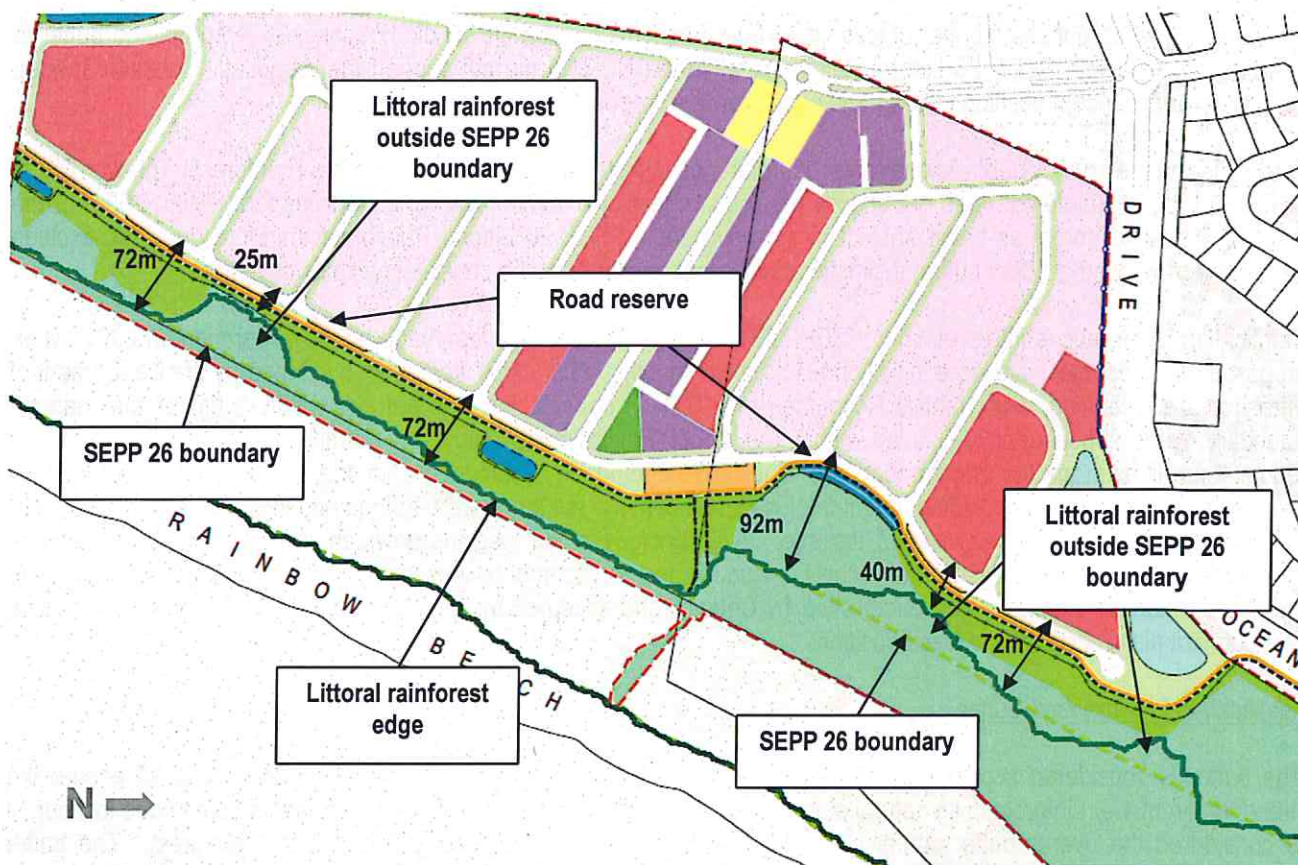 Littoral rainforest
outside SEPP 26
boundary
DRIVE
72m
25m
Road reserve
SEPP 26 boundary
72m
92m
Littoral rainforest
outside SEPP 26
boundary
40m
RAINBOW BEACH
OCEAN
72m
Littoral rainforest
edge
SEPP 26 boundary
N